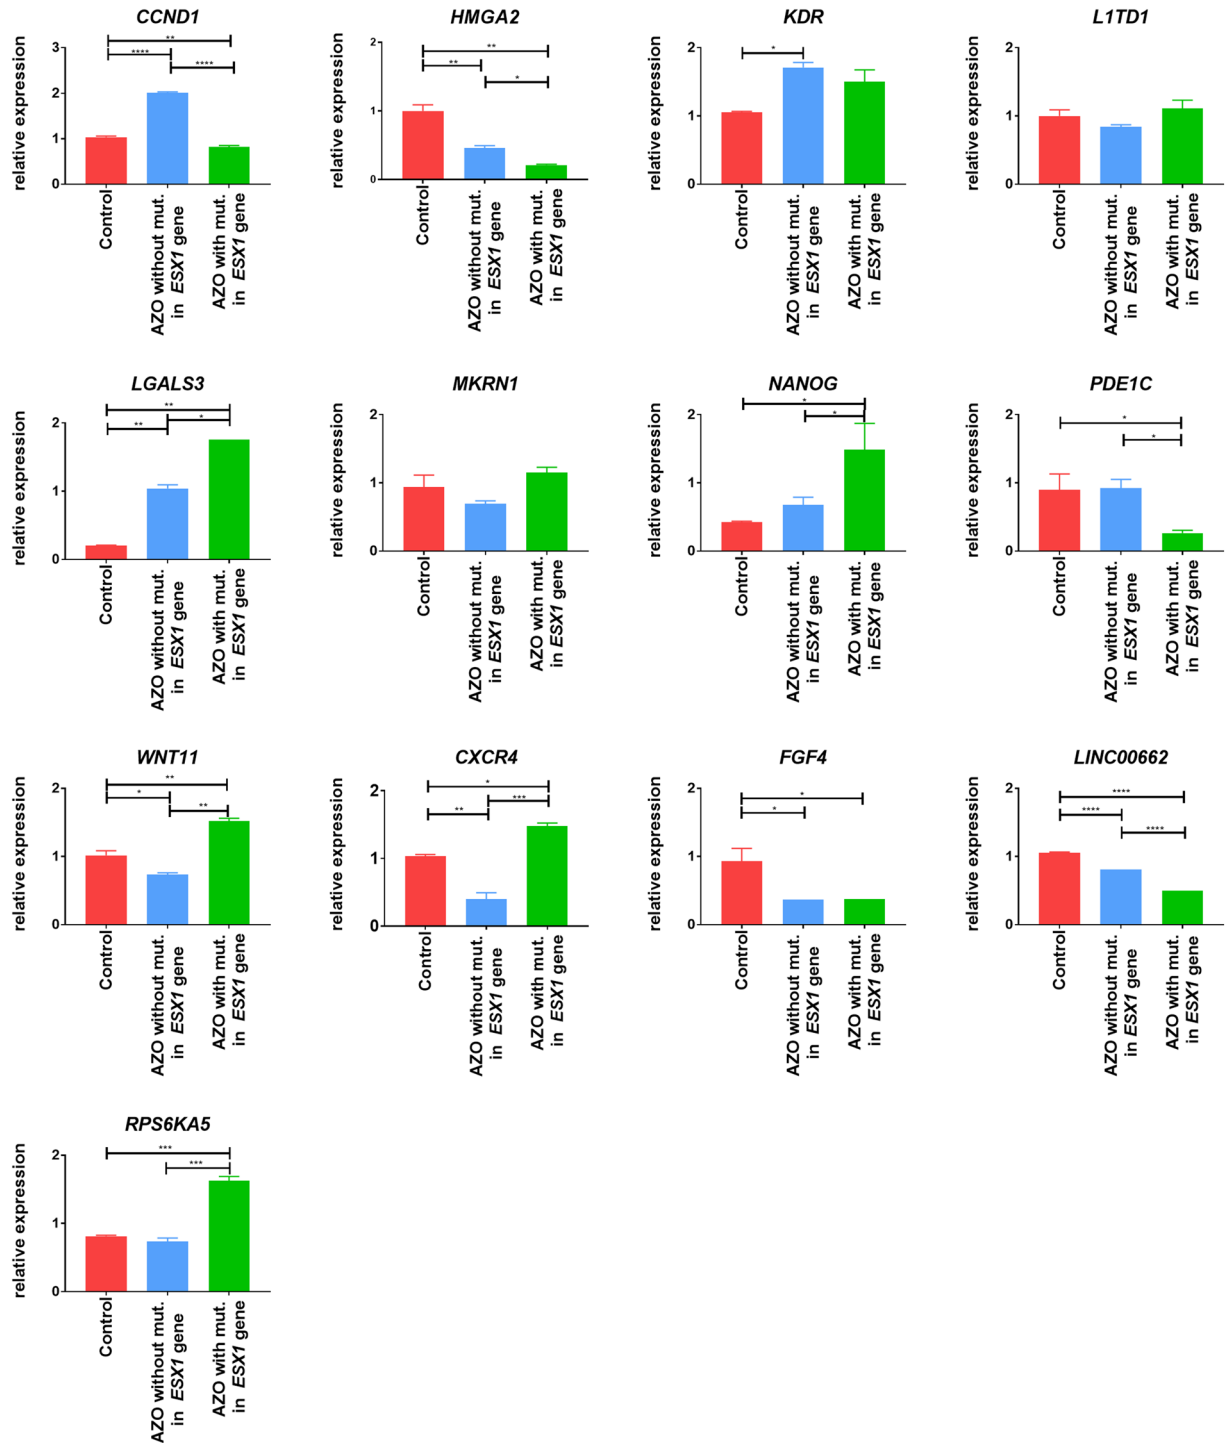 CCND1
relative expression
3
2
1
0
**
****
****
Control
AZO without mut.
in ESX1 gene
AZO with mut.
in ESX1 gene
HMGA2
relative expression
2
1
0
**
**
*
Control
AZO without mut.
in ESX1 gene
AZO with mut.
in ESX1 gene
KDR
relative expression
2
1
0
*
Control
AZO without mut.
in ESX1 gene
AZO with mut.
in ESX1 gene
L1TD1
relative expression
2
1
0
Control
AZO without mut.
in ESX1 gene
AZO with mut.
in ESX1 gene
LGALS3
relative expression
2
1
0
**
*
**
Control
AZO without mut.
in ESX1 gene
AZO with mut.
in ESX1 gene
MKRN1
relative expression
2
1
0
Control
AZO without mut.
in ESX1 gene
AZO with mut.
in ESX1 gene
NANOG
relative expression
2
1
0
*
*
Control
AZO without mut.
in ESX1 gene
AZO with mut.
in ESX1 gene
PDE1C
relative expression
2
1
0
*
*
Control
AZO without mut.
in ESX1 gene
AZO with mut.
in ESX1 gene
WNT11
relative expression
2
1
0
**
*
**
Control
AZO without mut.
in ESX1 gene
AZO with mut.
in ESX1 gene
CXCR4
relative expression
2
1
0
*
***
**
Control
AZO without mut.
in ESX1 gene
AZO with mut.
in ESX1 gene
FGF4
relative expression
2
1
0
*
*
Control
AZO without mut.
in ESX1 gene
AZO with mut.
in ESX1 gene
LINC00662
relative expression
2
1
0
****
****
****
Control
AZO without mut.
in ESX1 gene
AZO with mut.
in ESX1 gene
RPS6KA5
relative expression
2
1
0
***
***
Control
AZO without mut.
in ESX1 gene
AZO with mut.
in ESX1 gene